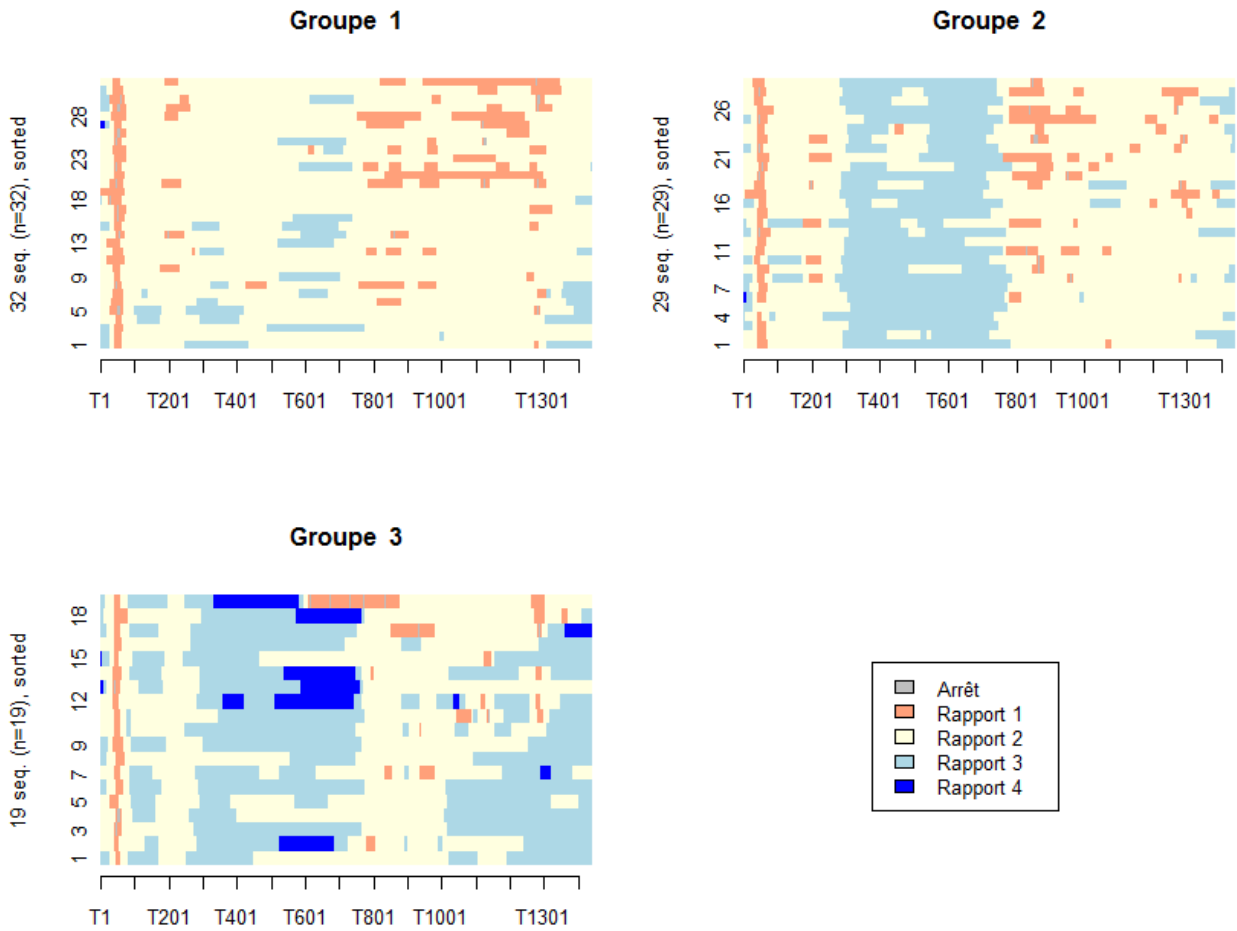 Groupe 1
32 seq. (n=32), sorted
28
23
18
13
9
5
1
T1 T201 T401 T601 T801 T1001 T1301
Groupe 2
29 seq. (n=29), sorted
26
21
16
11
7
4
1
T1 T201 T401 T601 T801 T1001 T1301
Groupe 3
19 seq. (n=19), sorted
18
15
12
9
7
5
3
1
T1 T201 T401 T601 T801 T1001 T1301
Arrêt
Rapport 1
Rapport 2
Rapport 3
Rapport 4